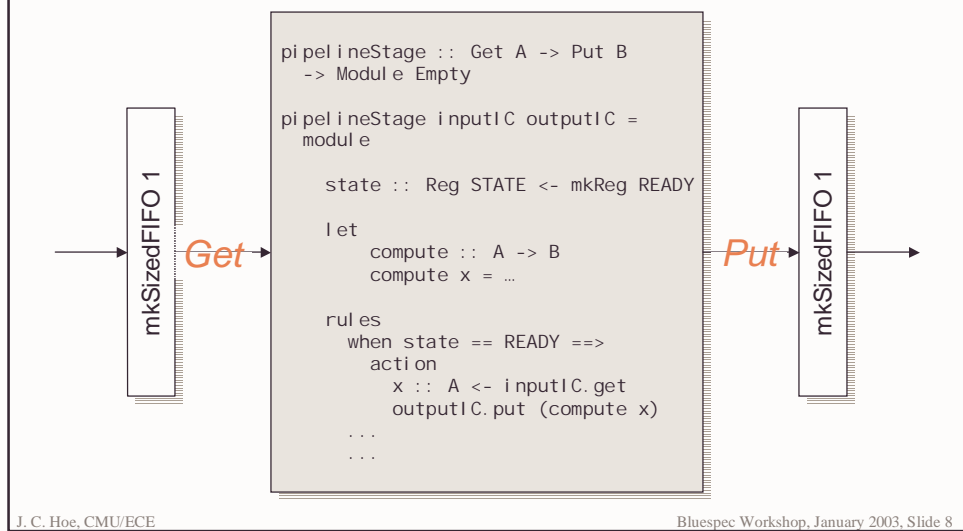 pipelineStage :: Get A -> Put B
-> Module Empty
pipelineStage inputIC outputIC =
module
state :: Reg STATE <- mkReg READY
let
compute :: A -> B
compute x = …
rules
when state == READY ==>
action
x :: A <- inputIC.get
outputIC.put (compute x)
...
...
mkSizedFIFO 1
Get
Put
mkSizedFIFO 1
J. C. Hoe, CMU/ECE
Bluespec Workshop, January 2003, Slide 8